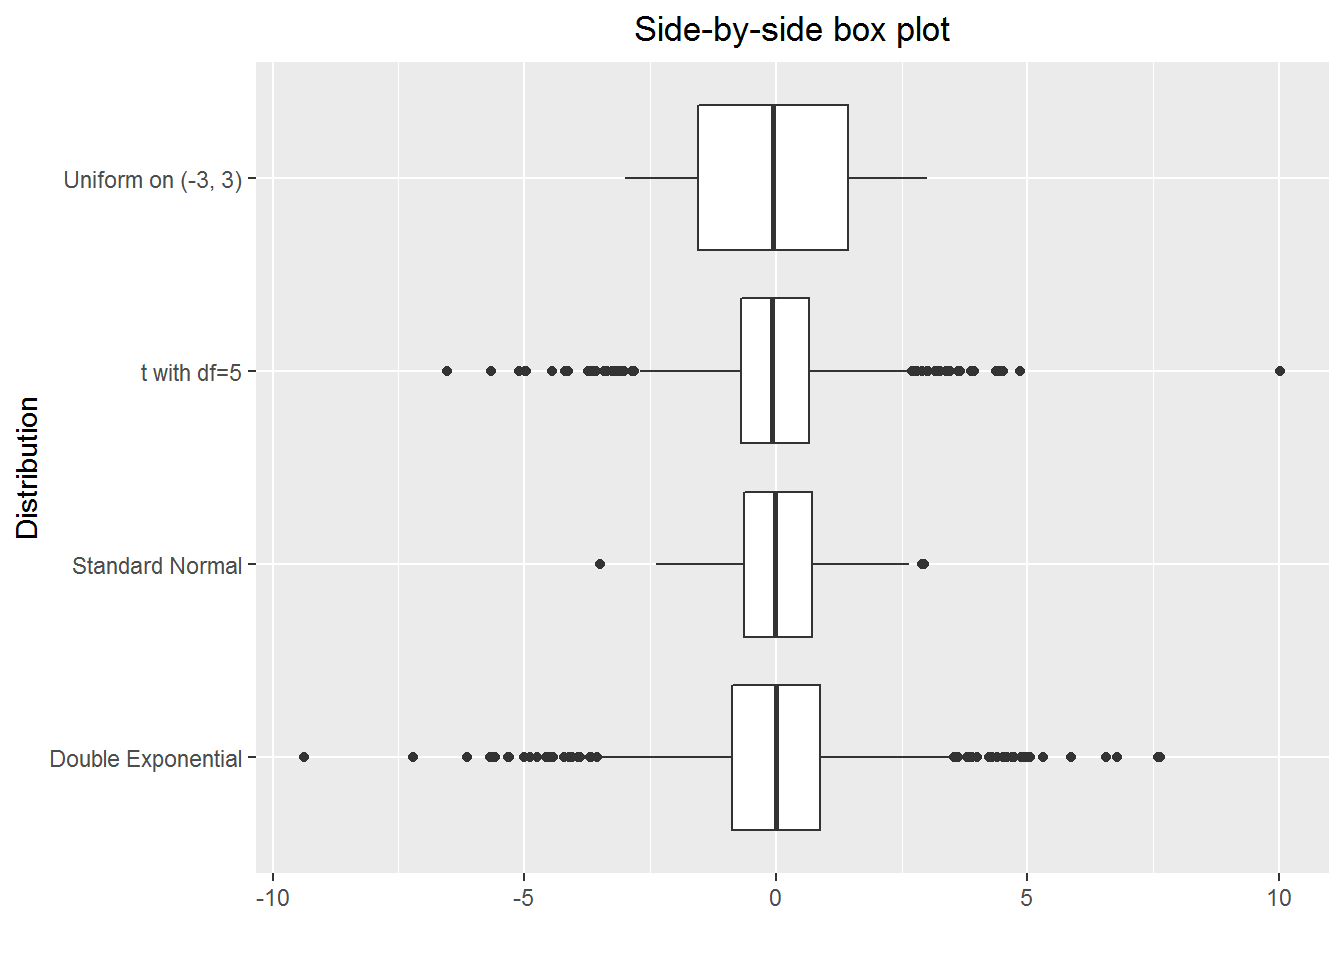 Side-by-side box plot
Distribution
Uniform on (-3, 3)
t with df=5
Standard Normal
Double Exponential
-10 -5 0 5 10